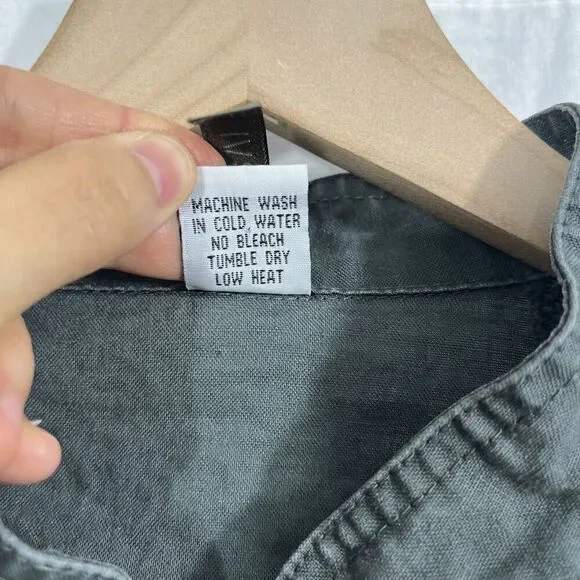 MACHINE WASH
IN COLD, WATER
NO BLEACH
TUMBLE DRY
LOW HEAT